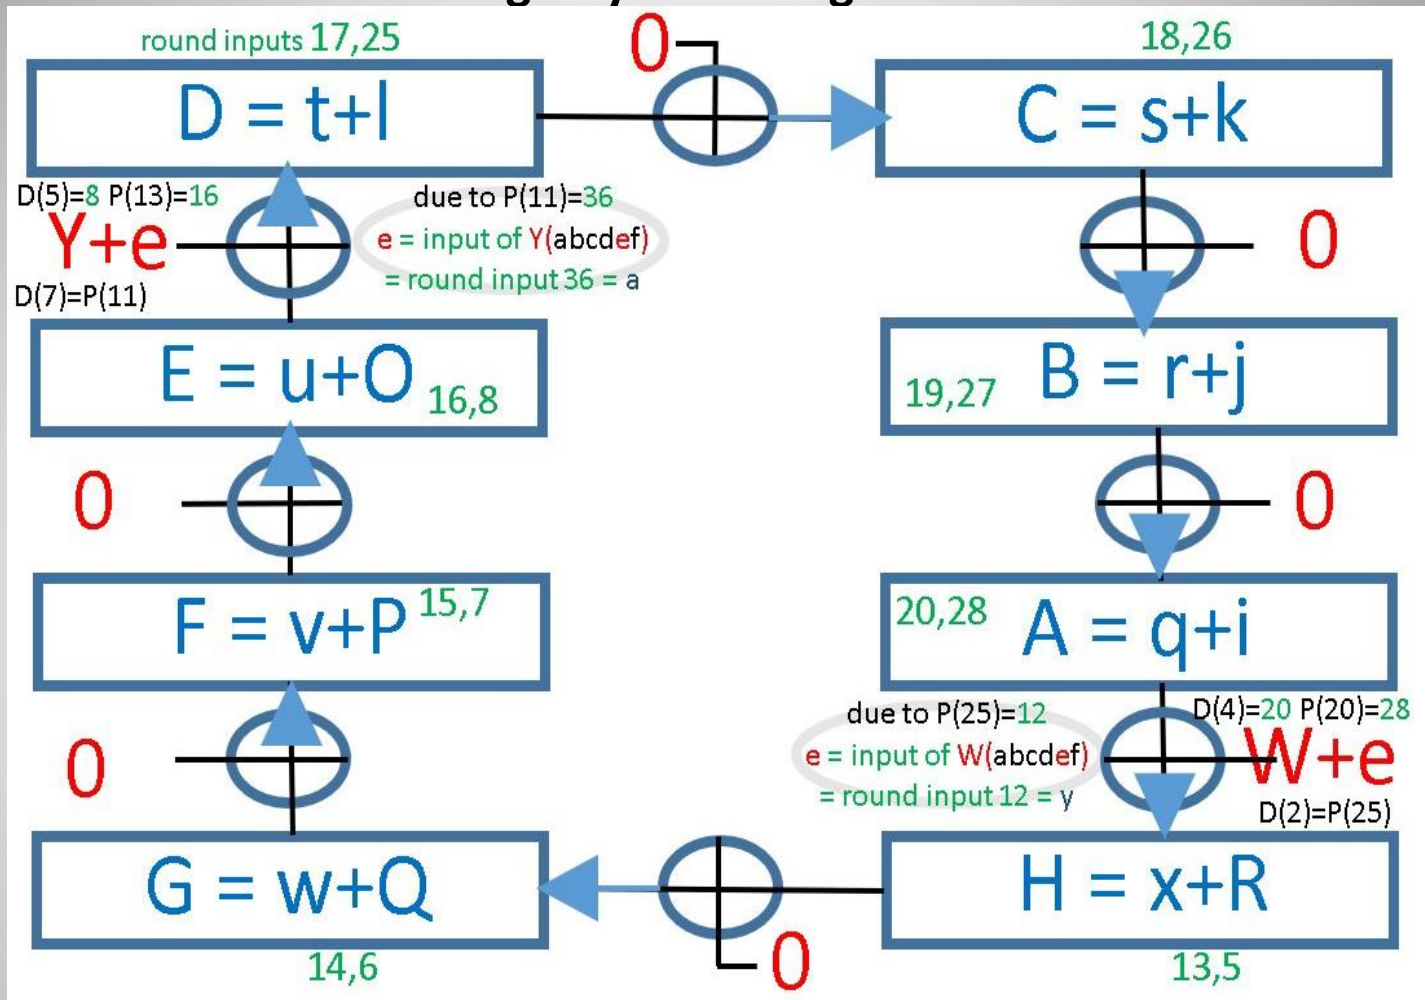 round inputs 17,25
0
18,26
D = t+l
C = s+k
D(5)=8 P(13)=16
Y+e
D(7)=P(11)
due to P(11)=36
e = input of Y(abcdef)
= round input 36 = a
0
E = u+O 16,8
19,27 B = r+j
0
0
F = v+P 15,7
20,28 A = q+i
0
due to P(25)=12
e = input of W(abcdef)
= round input 12 = y
D(4)=20 P(20)=28
W+e
D(2)=P(25)
G = w+Q
H = x+R
14,6
0
13,5